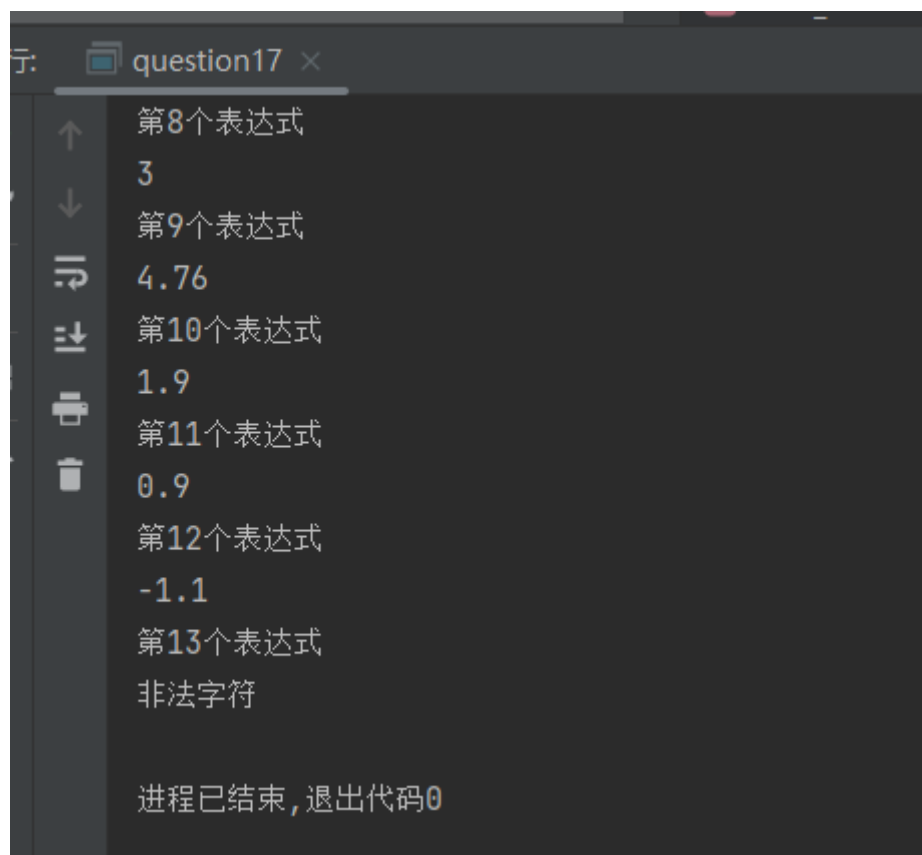 行:
question17
第8个表达式
3
第9个表达式
4.76
第10个表达式
1.9
第11个表达式
0.9
第12个表达式
-1.1
第13个表达式
非法字符
进程已结束,退出代码0